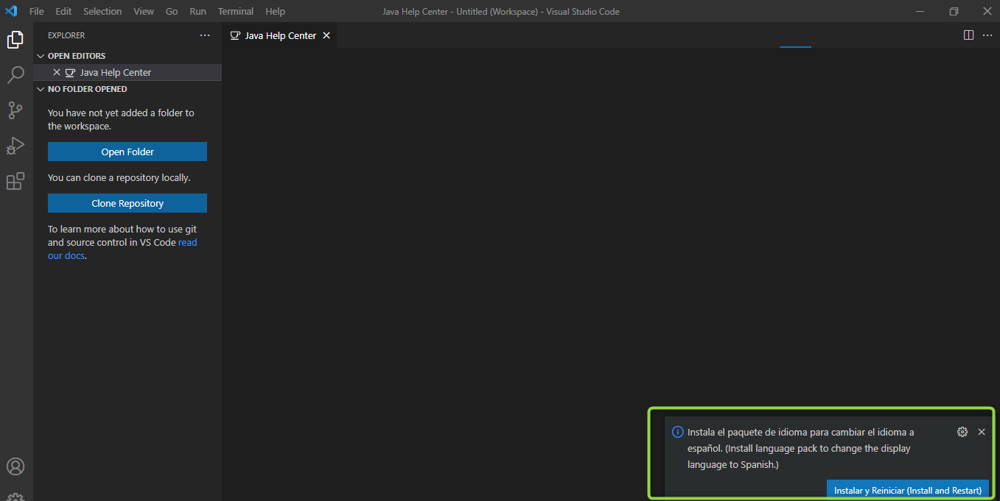 File Edit Selection View Go Run Terminal Help
Java Help Center - Untitled (Workspace) - Visual Studio Code
EXPLORER
Java Help Center
OPEN EDITORS
Java Help Center
NO FOLDER OPENED
You have not yet added a folder to
the workspace.
Open Folder
You can clone a repository locally.
Clone Repository
To learn more about how to use git
and source control in VS Code read
our docs.
Instala el paquete de idioma para cambiar el idioma a
español. (Install language pack to change the display
language to Spanish.)
Instalar y Reiniciar (Install and Restart)